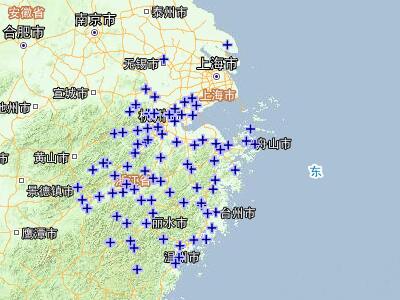 安徽省
泰州市
南京市
合肥市
无锡市
上海市
宣城市
上海市
池州市
杭州
舟山市
黄山市
东
浙江省
景德镇市
台州市
丽水市
鹰潭市
温州市